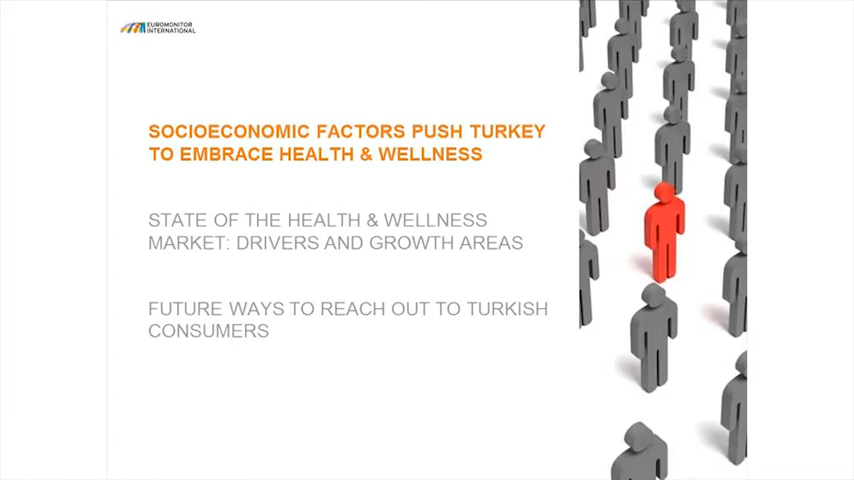 EUROMONITOR
INTERNATIONAL
SOCIOECONOMIC FACTORS PUSH TURKEY
TO EMBRACE HEALTH & WELLNESS
STATE OF THE HEALTH & WELLNESS
MARKET: DRIVERS AND GROWTH AREAS
FUTURE WAYS TO REACH OUT TO TURKISH
CONSUMERS